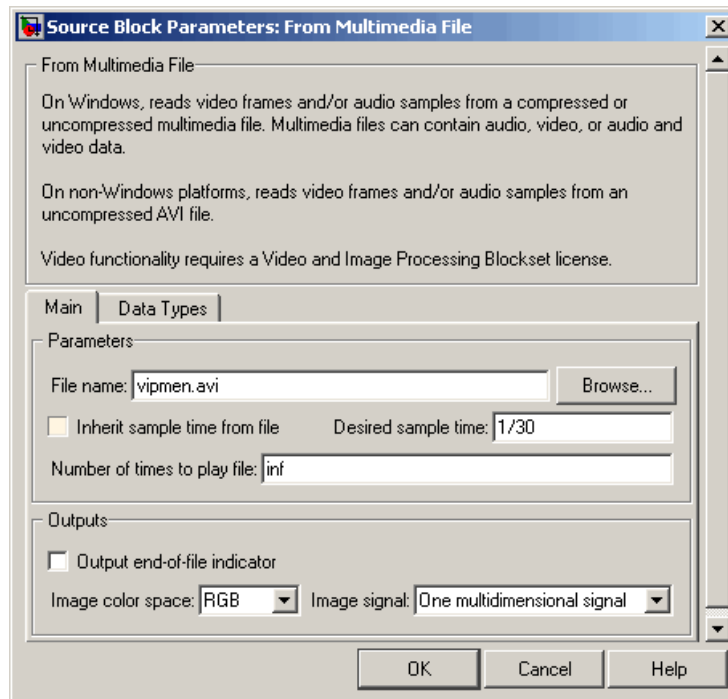 Source Block Parameters: From Multimedia File
From Multimedia File
On Windows, reads video frames and/or audio samples from a compressed or
uncompressed multimedia file. Multimedia files can contain audio, video, or audio and
video data.
On non-Windows platforms, reads video frames and/or audio samples from an
uncompressed AVI file.
Video functionality requires a Video and Image Processing Blockset license.
Main Data Types
Parameters
File name: vipmen.avi Browse...
Inherit sample time from file Desired sample time: 1/30
Number of times to play file: inf
Outputs
Output end-of-file indicator
Image color space: RGB Image signal: One multidimensional signal
OK Cancel Help